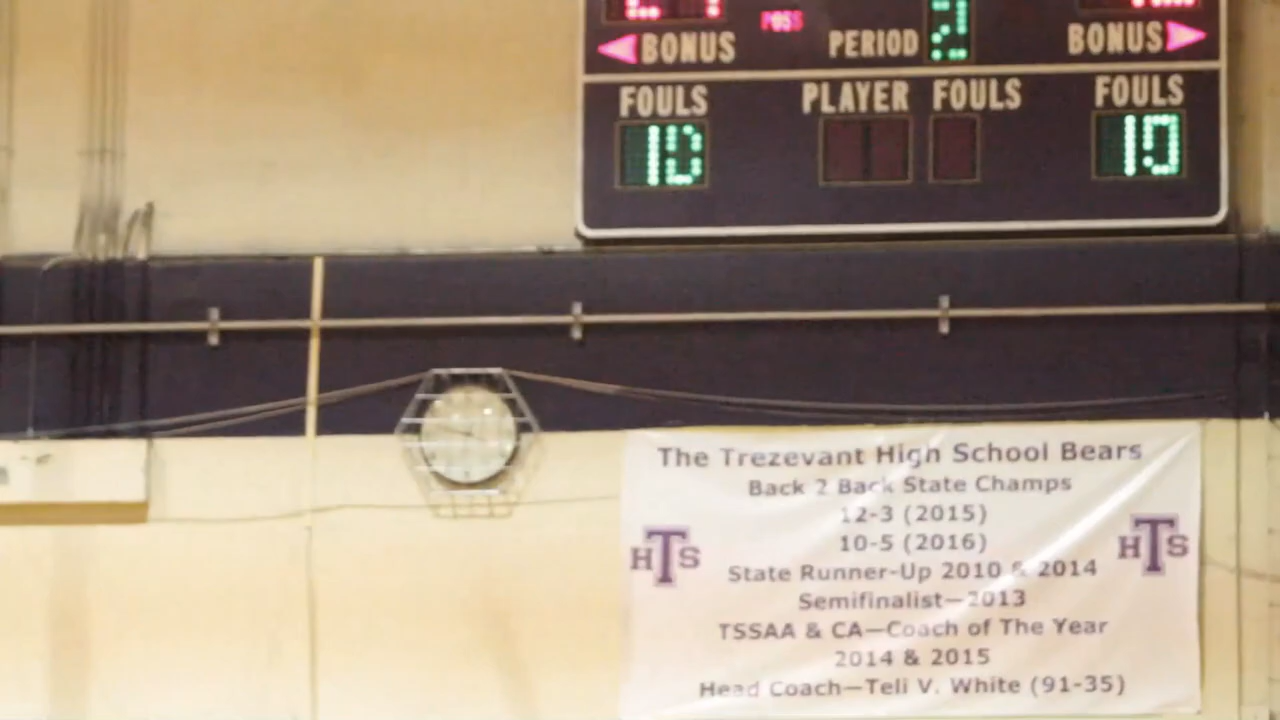 POSS
BONUS PERIOD 2 BONUS
FOULS PLAYER FOULS FOULS
10 10
The Trezevant High School Bears
Back 2 Back State Champs
12-3 (2015)
10-5 (2016)
HTS HTS
State Runner-Up 2010 & 2014
Semifinalist—2013
TSSAA & CA—Coach of The Year
2014 & 2015
Head Coach—Teli V. White (91-35)